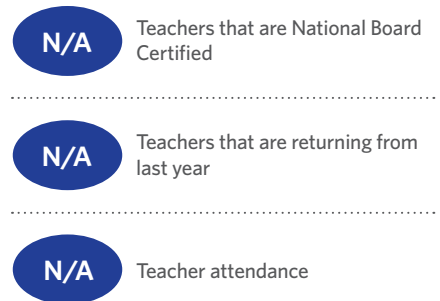 N/A
Teachers that are National Board
Certified
N/A
Teachers that are returning from
last year
N/A
Teacher attendance